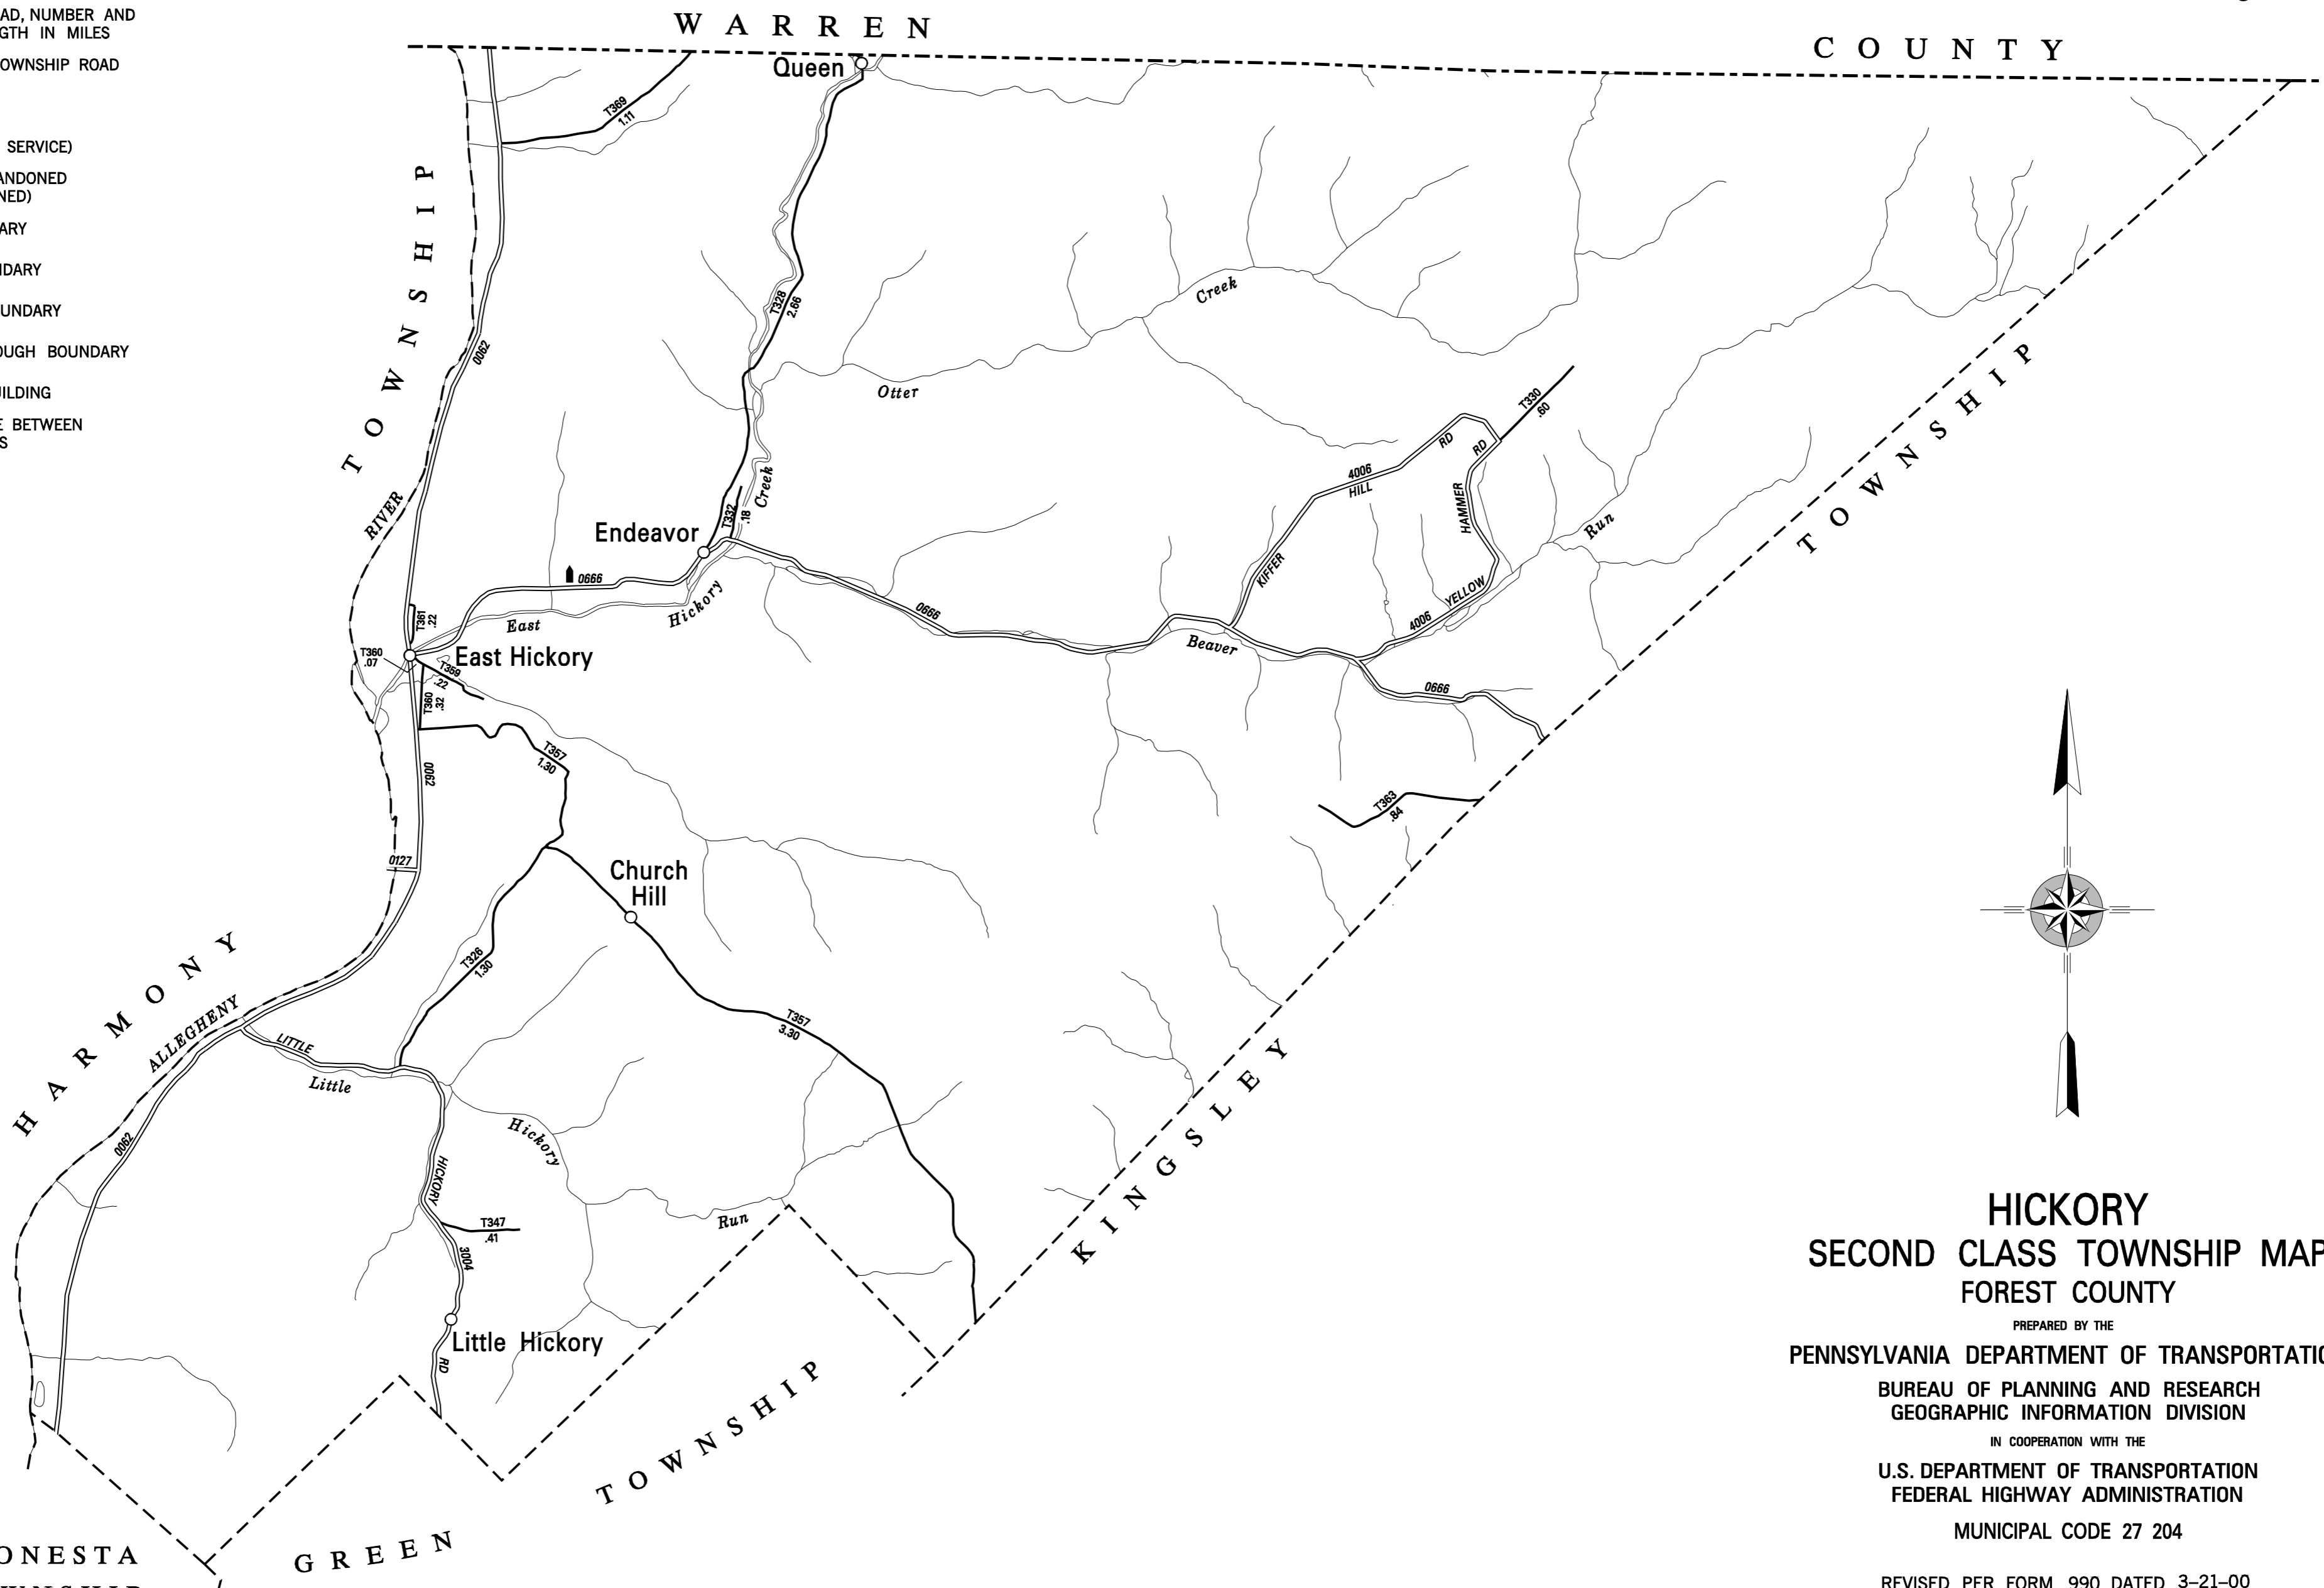 AD, NUMBER AND
GTH IN MILES
OWNSHIP ROAD
SERVICE)
ANDONED
NED)
ARY
NDARY
UNDARY
OUGH BOUNDARY
ILDING
E BETWEEN
S
WARREN
COUNTY
Queen
T369
1.11
TOWNSHIP
T328
2.66
0062
Creek
Otter
T330
.60
TOWNSHIP
RIVER
Creek
T332
.18
Endeavor
0666
4006
HILL
RD
RD
HAMMER
KIFFER
Run
YELLOW
4006
Hickory
East
0666
Beaver
T361
.22
T360
.07
East Hickory
T359
.22
T360
.32
0666
T357
1.30
0062
T363
.84
0127
Church
Hill
T326
1.30
HARMONY
ALLEGHENY
T357
3.30
LITTLE
Little
KINGSLEY
Hickory
0062
HICKORY
Run
T347
.41
3004
Little Hickory
RD
TOWNSHIP
GREEN
ONESTA
WNSHIP
HICKORY
SECOND CLASS TOWNSHIP MAP
FOREST COUNTY
PREPARED BY THE
PENNSYLVANIA DEPARTMENT OF TRANSPORTATIO
BUREAU OF PLANNING AND RESEARCH
GEOGRAPHIC INFORMATION DIVISION
IN COOPERATION WITH THE
U.S. DEPARTMENT OF TRANSPORTATION
FEDERAL HIGHWAY ADMINISTRATION
MUNICIPAL CODE 27 204
REVISED PER FORM 990 DATED 3-21-00